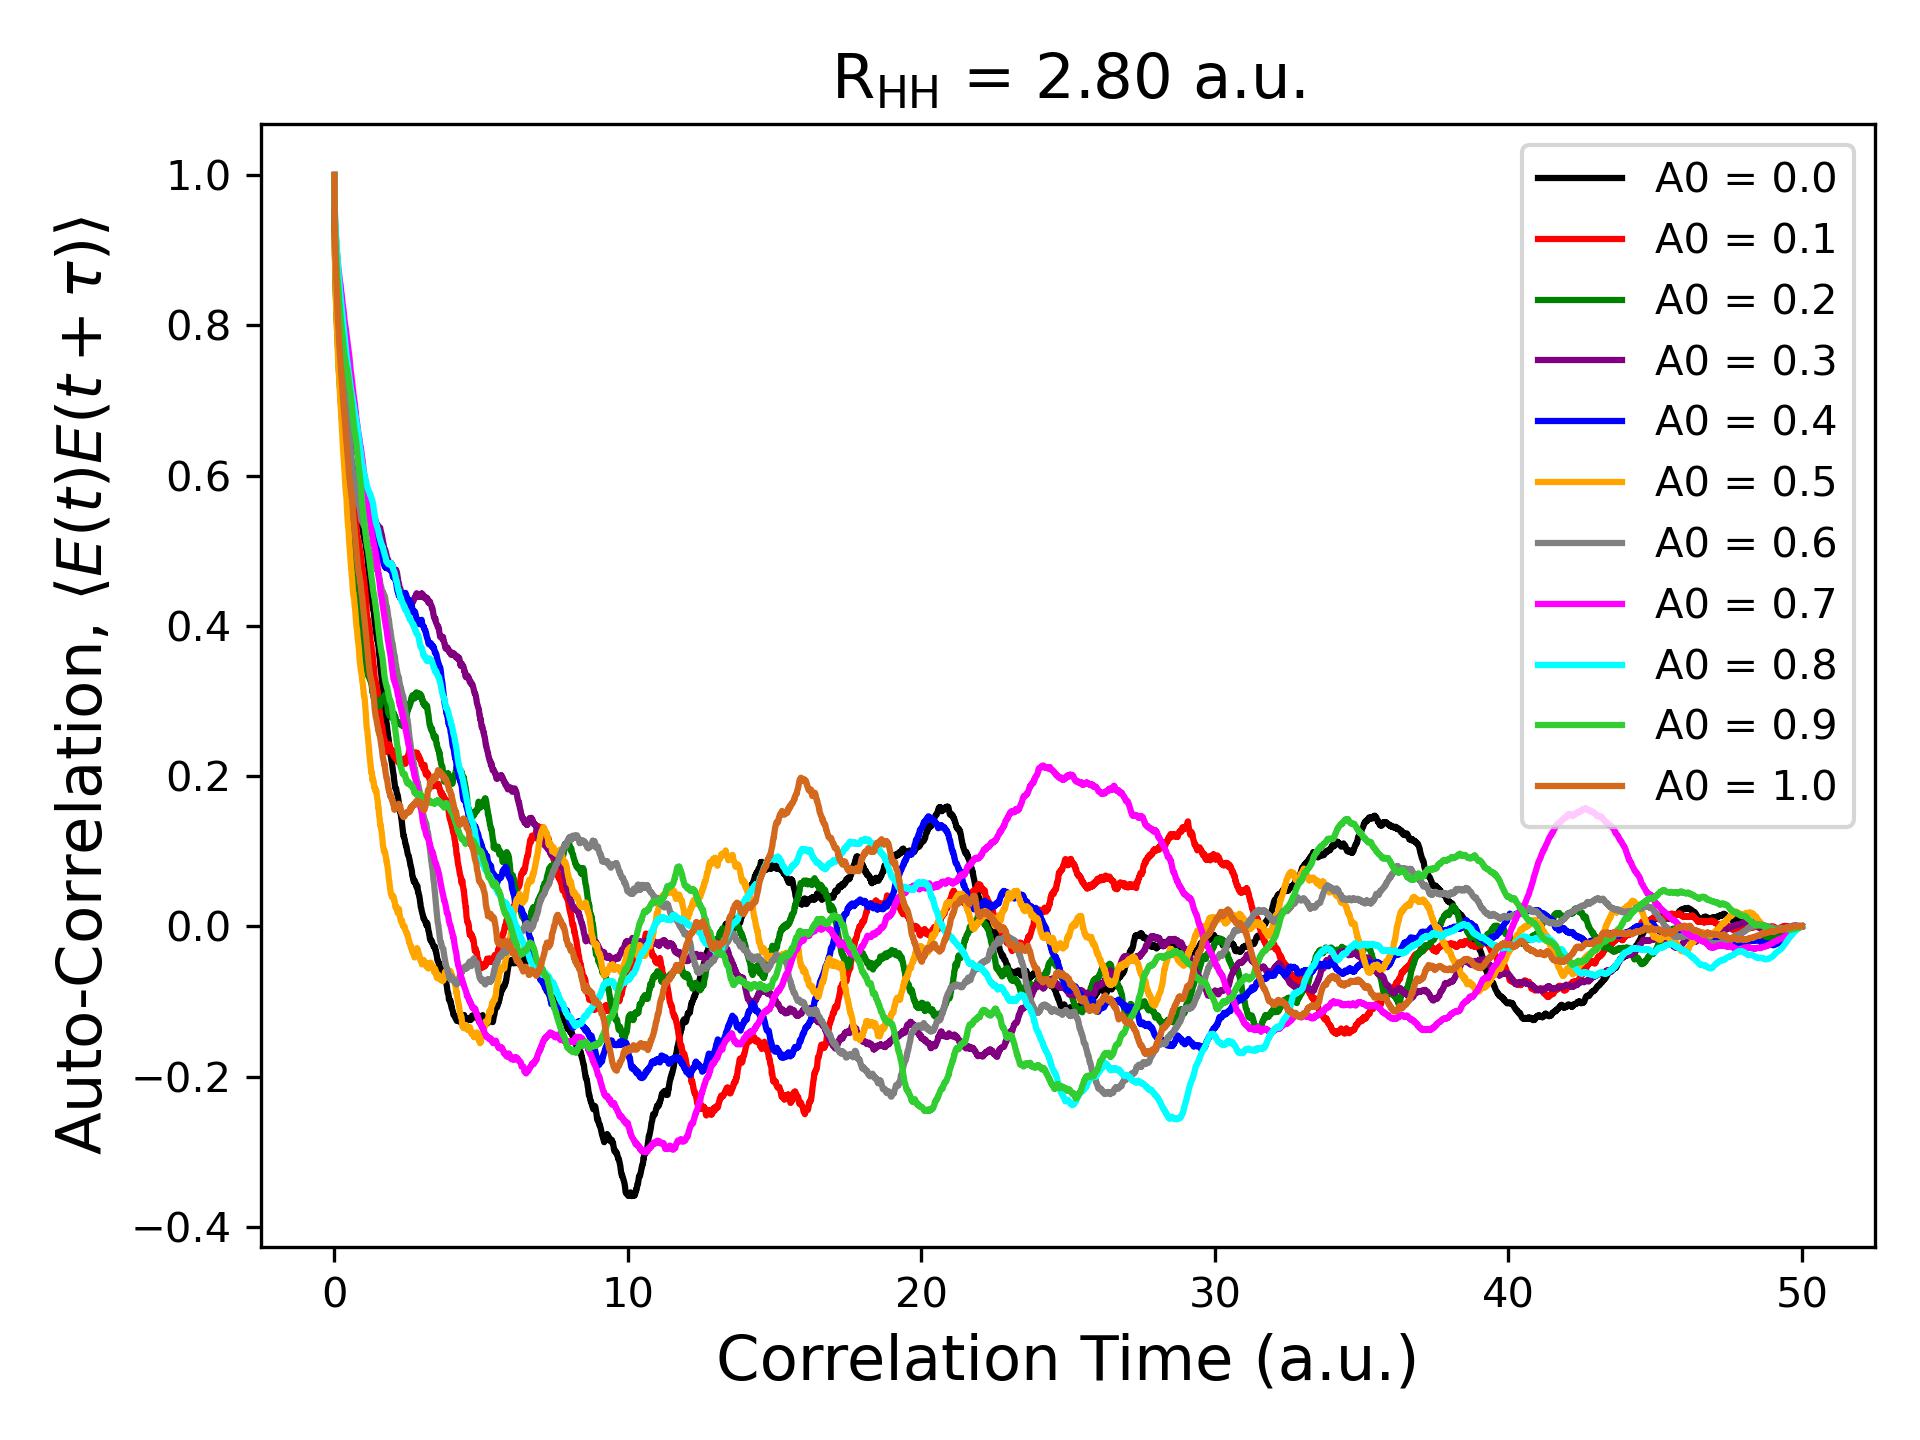 R_HH = 2.80 a.u.
1.0
0.8
0.6
0.4
0.2
0.0
−0.2
−0.4
Auto-Correlation, ⟨E(t)E(t + τ)⟩
A0 = 0.0
A0 = 0.1
A0 = 0.2
A0 = 0.3
A0 = 0.4
A0 = 0.5
A0 = 0.6
A0 = 0.7
A0 = 0.8
A0 = 0.9
A0 = 1.0
0 10 20 30 40 50
Correlation Time (a.u.)